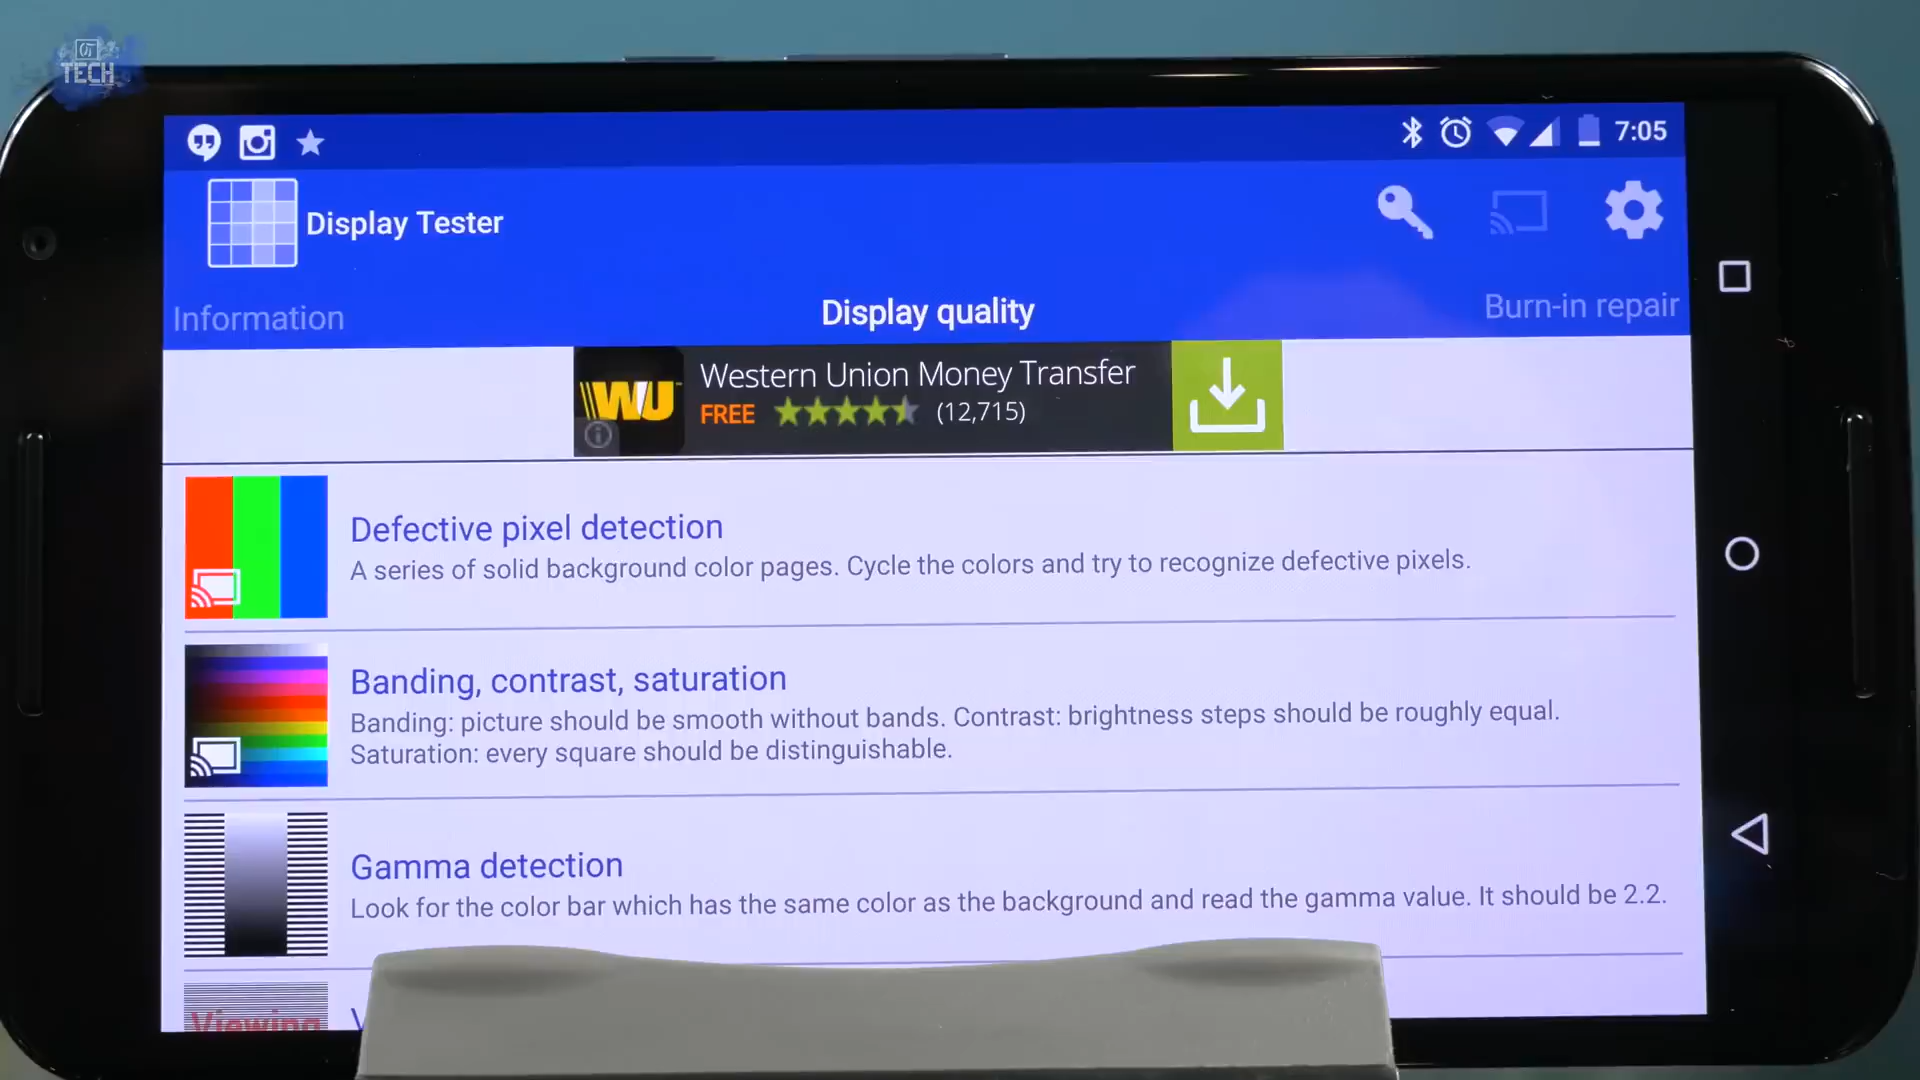 TECH
7:05
Display Tester
Information
Display quality
Burn-in repair
WU
Western Union Money Transfer
FREE
(12,715)
Defective pixel detection
A series of solid background color pages. Cycle the colors and try to recognize defective pixels.
Banding, contrast, saturation
Banding: picture should be smooth without bands. Contrast: brightness steps should be roughly equal.
Saturation: every square should be distinguishable.
Gamma detection
Look for the color bar which has the same color as the background and read the gamma value. It should be 2.2.
Viewing